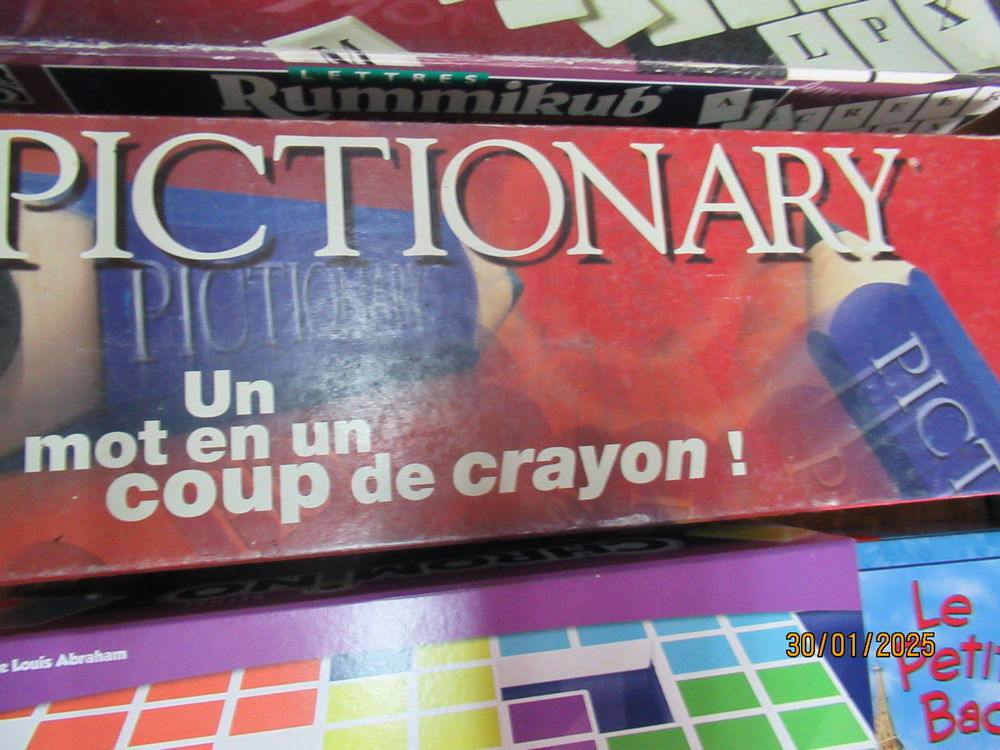 M
L P X
LETTRES
Rummikub
PICTIONARY
PICTIONARY
PICT
Un
mot en un
coup de crayon !
CHROMINO
Louis Abraham
30/01/2025
Le
Petit
Bac